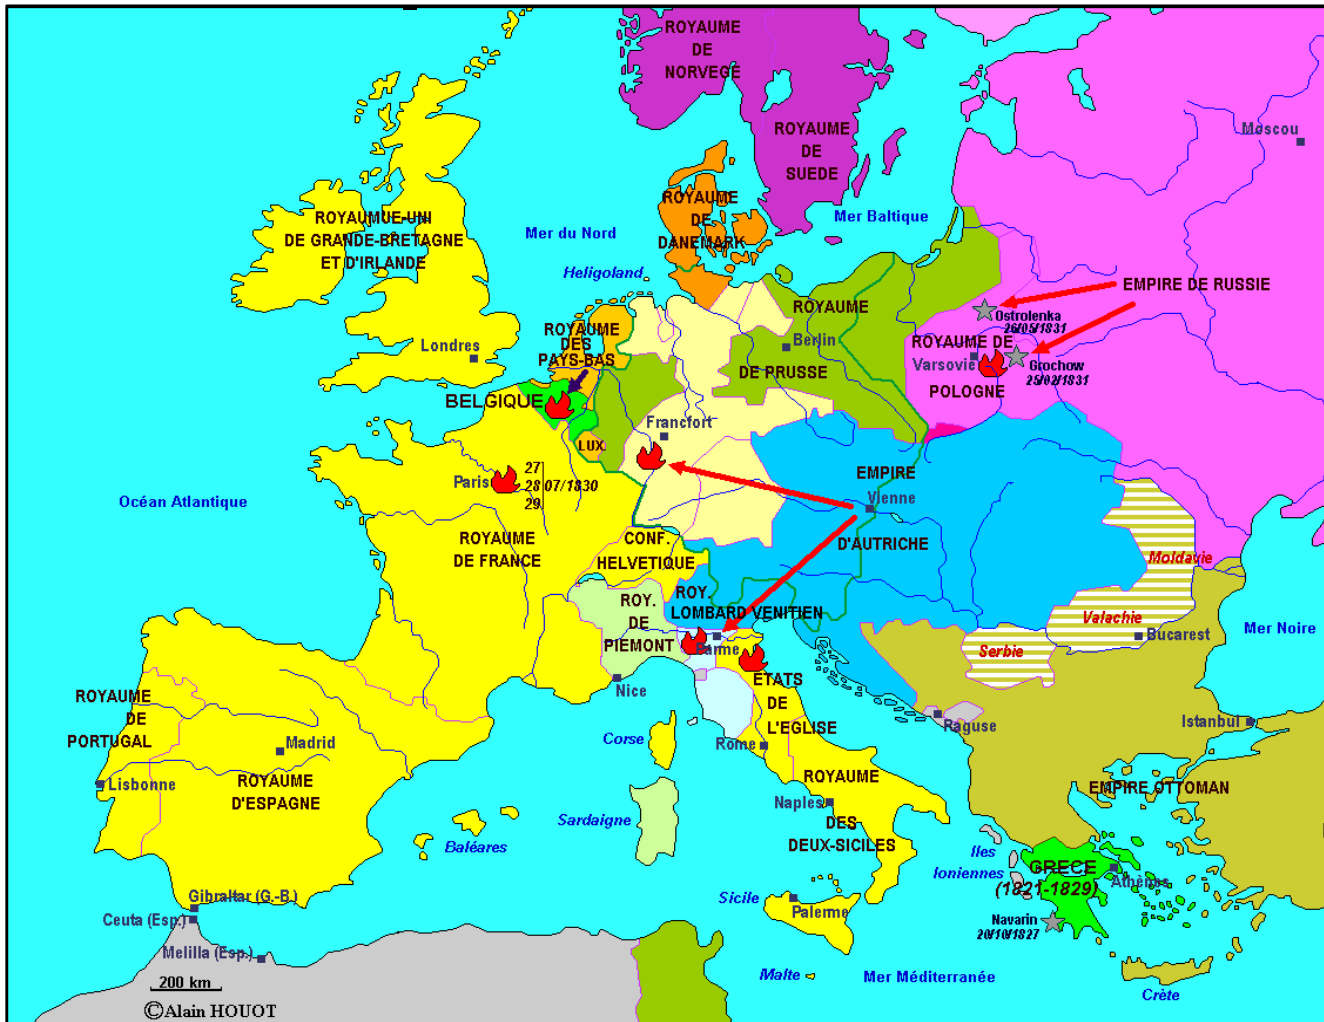 ROYAUME
DE
NORVEGE
Moscou
ROYAUME
DE
SUEDE
ROYAUMUE-UNI
DE GRANDE-BRETAGNE
ET D'IRLANDE
ROYAUME
DE
DANEMARK
Mer Baltique
Mer du Nord
Heligoland
EMPIRE DE RUSSIE
Ostrolenka
26/05/1831
ROYAUME
Berlin
DE PRUSSE
ROYAUME DE
Varsovie
POLOGNE
Grochow
25/02/1831
ROYAUME
DES
PAYS-BAS
Londres
BELGIQUE
Francfort
LUX.
Paris
27
28 07/1830
29
Océan Atlantique
EMPIRE
Vienne
D'AUTRICHE
ROYAUME
DE FRANCE
CONF.
HELVETIQUE
Moldavie
ROY.
LOMBARD VENITIEN
ROY.
DE
PIEMONT
Valachie
Bucarest
Mer Noire
Parme
Serbie
Nice
ETATS
DE
L'EGLISE
ROYAUME
DE
PORTUGAL
Raguse
Istanbul
Corse
Rome
Madrid
Lisbonne
ROYAUME
D'ESPAGNE
ROYAUME
DES
DEUX-SICILES
EMPIRE OTTOMAN
Naples
Sardaigne
Baléares
Iles
Ioniennes
GRECE
(1821-1829)
Athènes
Sicile
Palerme
Navarin
20/10/1827
Gibraltar (G.-B.)
Ceuta (Esp.)
Melilla (Esp.)
Malte
Mer Méditerranée
Crète
200 km
©Alain HOUOT